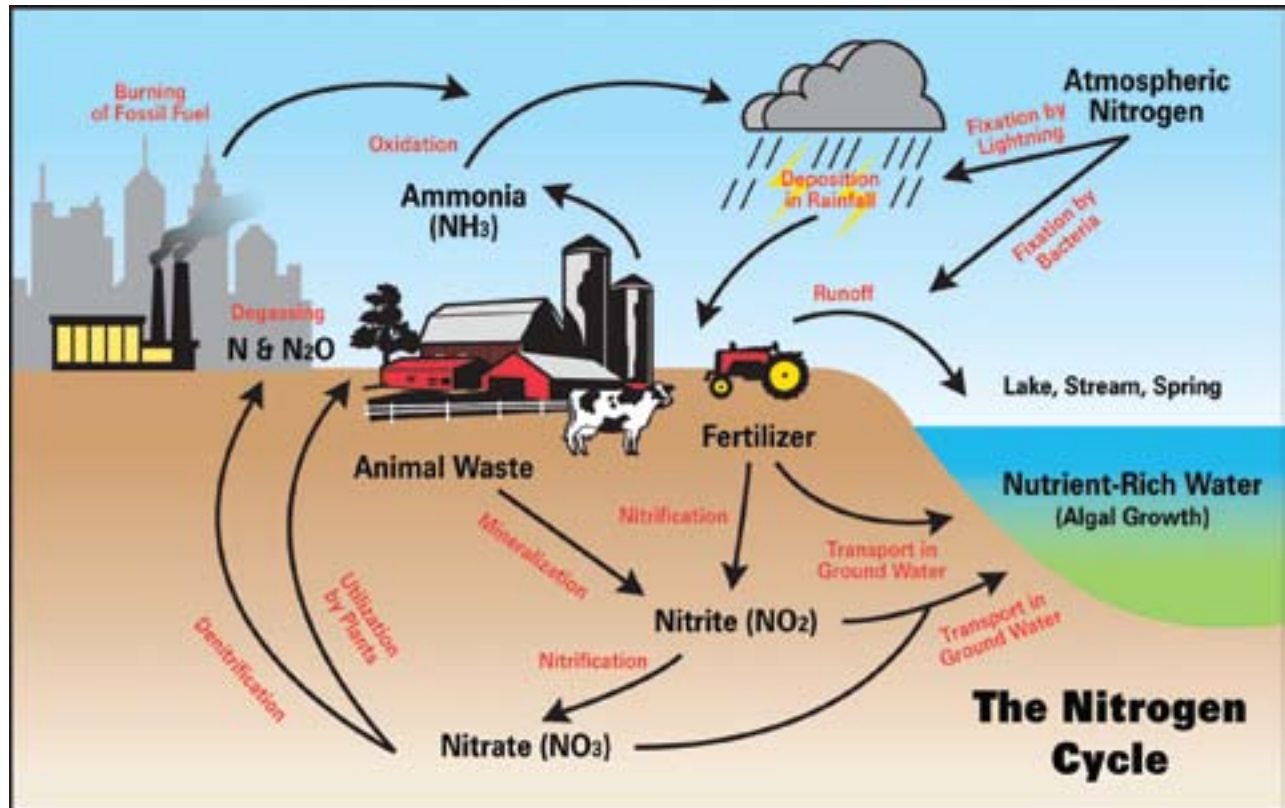 Burning
of Fossil Fuel
Oxidation
Ammonia
(NH3)
Atmospheric
Nitrogen
Fixation by
Lightning
Deposition
in Rainfall
Fixation by
Bacteria
Runoff
Degassing
N & N2O
Lake, Stream, Spring
Animal Waste
Fertilizer
Nutrient-Rich Water
(Algal Growth)
Mineralization
Nitrification
Transport in
Ground Water
Utilization
by Plants
Denitrification
Nitrite (NO2)
Transport in
Ground Water
Nitrification
Nitrate (NO3)
The Nitrogen
Cycle